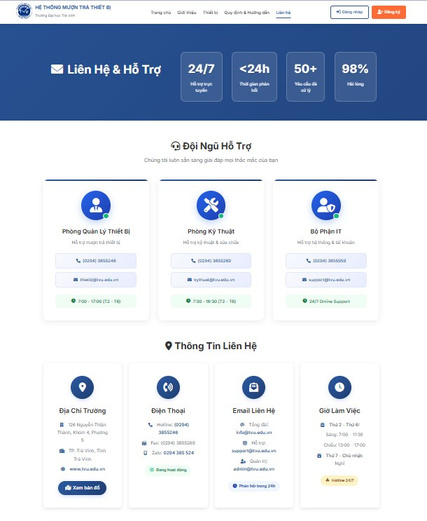 HỆ THỐNG MƯỢN TRẢ THIẾT BỊ
Trường Đại học Trà Vinh
Trang chủ Giới thiệu Thiết bị Quy định & Hướng dẫn Liên hệ
Đăng nhập
Đăng ký
Liên Hệ & Hỗ Trợ
24/7
Hỗ trợ trực
tuyến
<24h
Thời gian phản
hồi
50+
Yêu cầu đã
xử lý
98%
Hài lòng
Đội Ngũ Hỗ Trợ
Chúng tôi luôn sẵn sàng giải đáp mọi thắc mắc của bạn
Phòng Quản Lý Thiết Bị
Hỗ trợ mượn trả thiết bị
(0294) 3855246
thietbi@tvu.edu.vn
7:00 - 17:00 (T2 - T6)
Phòng Kỹ Thuật
Hỗ trợ kỹ thuật & sửa chữa
kythuat@tvu.edu.vn
7:30 - 16:30 (T2 - T6)
Bộ Phận IT
Hỗ trợ hệ thống & tài khoản
support@tvu.edu.vn
24/7 Online Support
Thông Tin Liên Hệ
Địa Chỉ Trường
126 Nguyễn Thiện
Thành, Khóm 4, Phường
5
TP. Trà Vinh, Tỉnh
Trà Vinh
www.tvu.edu.vn
Xem bản đồ
Điện Thoại
Hotline: (0294)
3855246
Zalo: 0294 385 524
Đang hoạt động
Email Liên Hệ
Tổng đài:
info@tvu.edu.vn
Hỗ trợ:
support@tvu.edu.vn
Quản trị:
admin@tvu.edu.vn
Phản hồi trong 24h
Giờ Làm Việc
Thứ 2 - Thứ 6:
Sáng: 7:00 - 11:30
Chiều: 13:00 - 17:00
Thứ 7 - Chủ nhật:
Nghỉ
Hotline 24/7